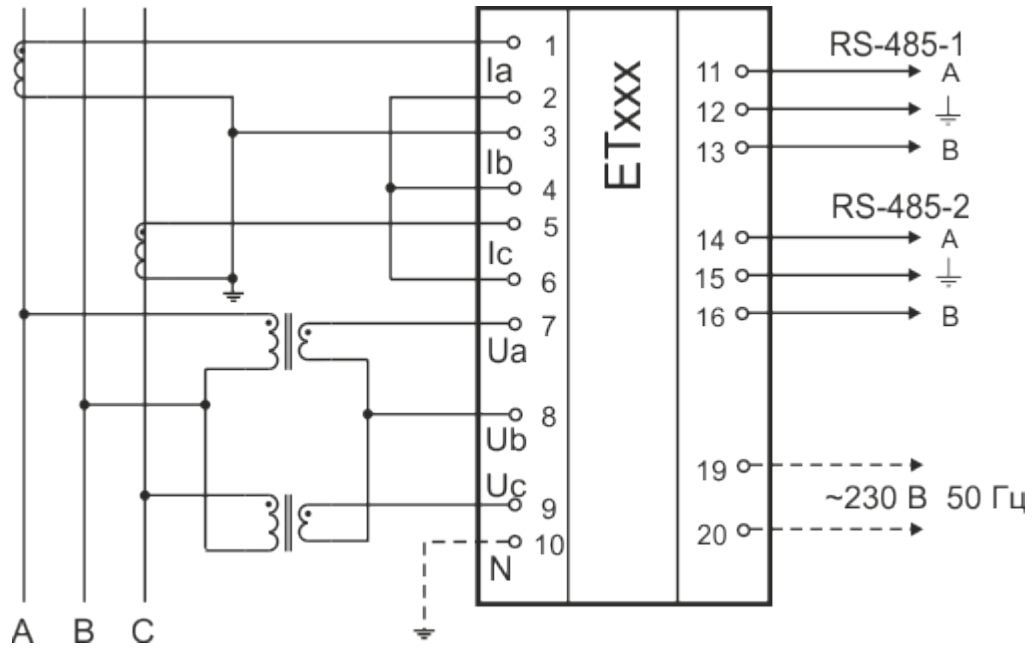 1
Ia
2
3
Ib
4
5
Ic
6
7
Ua
8
Ub
Uc
9
10
N
ETxxx
RS-485-1
11 A
12
13 B
RS-485-2
14 A
15
16 B
19
~230 В 50 Гц
20
A B C